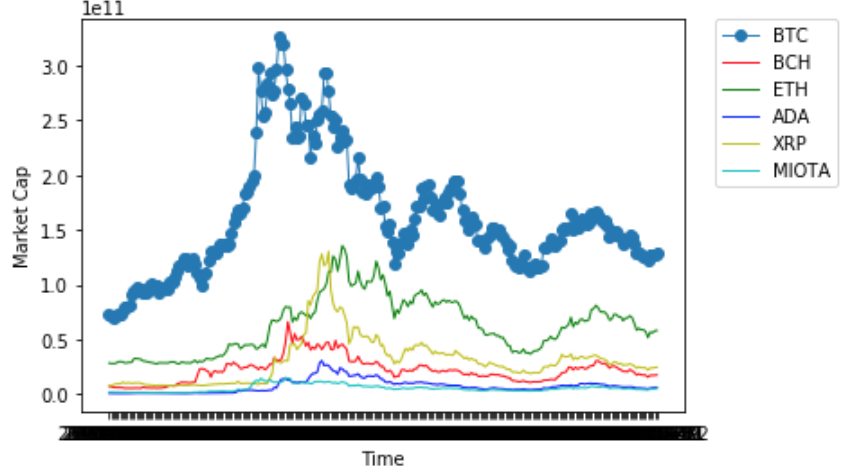 1e11
3.0
2.5
2.0
1.5
1.0
0.5
0.0
Market Cap
Time
BTC
BCH
ETH
ADA
XRP
MIOTA